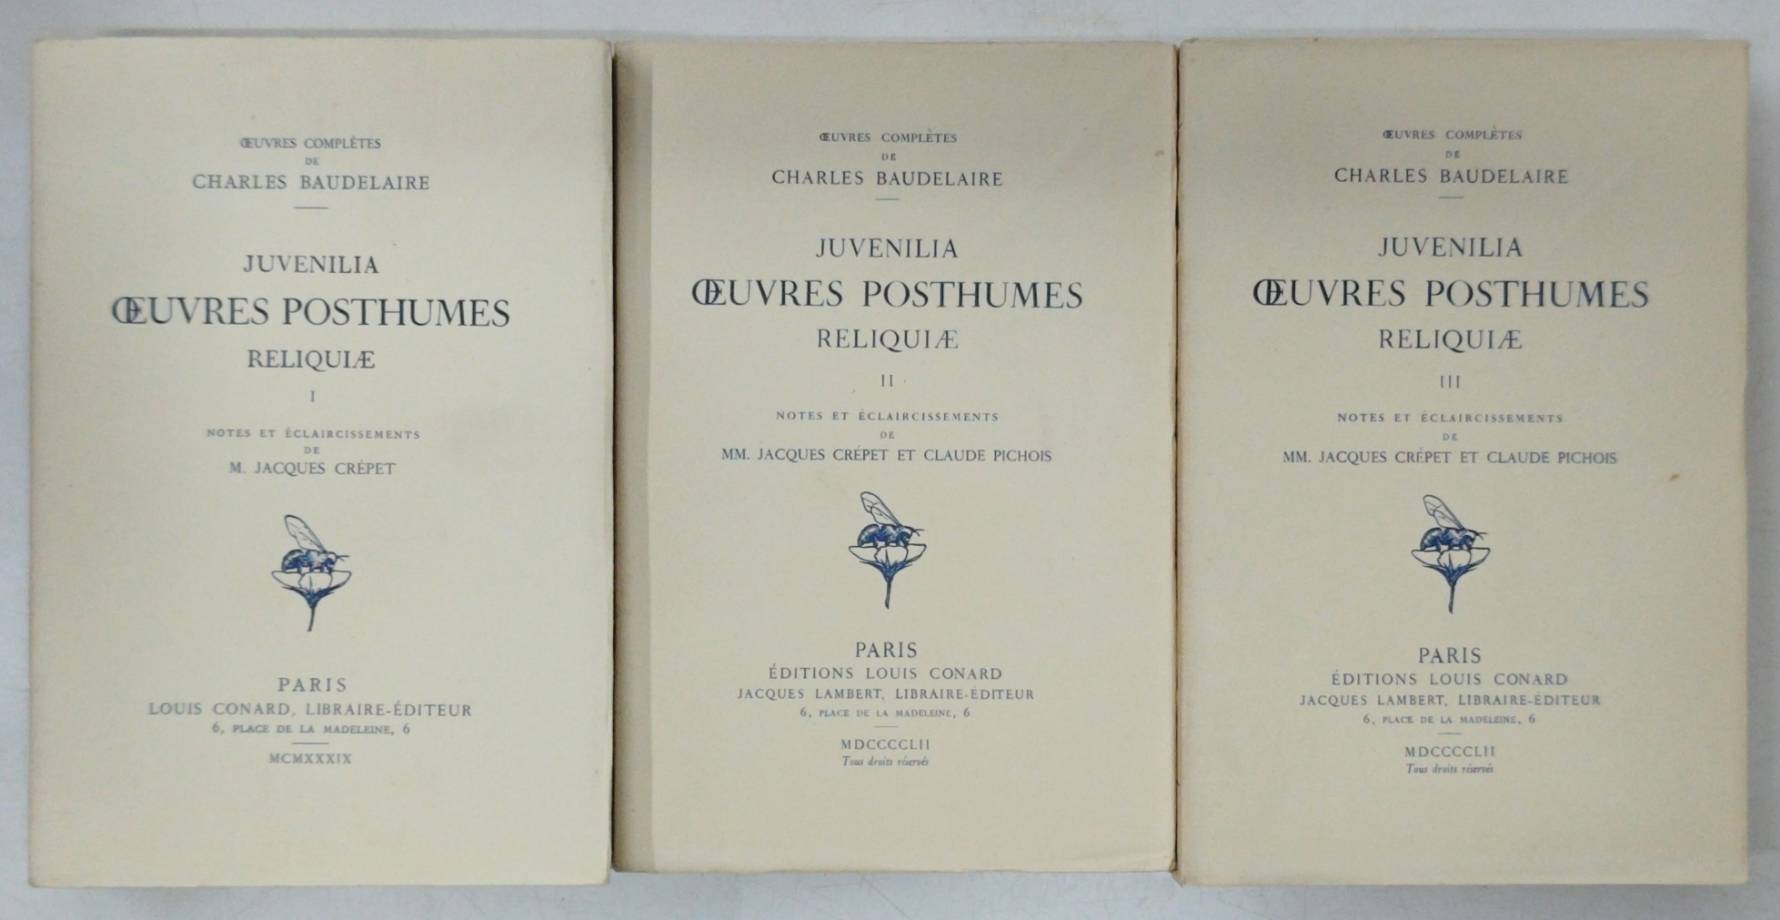 ŒUVRES COMPLÈTES
DE
CHARLES BAUDELAIRE
JUVENILIA
ŒUVRES POSTHUMES
RELIQUIÆ
I
NOTES ET ÉCLAIRCISSEMENTS
DE
M. JACQUES CRÉPET
PARIS
LOUIS CONARD, LIBRAIRE-ÉDITEUR
6, PLACE DE LA MADELEINE, 6
MCMXXXIX
ŒUVRES COMPLÈTES
DE
CHARLES BAUDELAIRE
JUVENILIA
ŒUVRES POSTHUMES
RELIQUIÆ
II
NOTES ET ÉCLAIRCISSEMENTS
DE
MM. JACQUES CRÉPET ET CLAUDE PICHOIS
PARIS
ÉDITIONS LOUIS CONARD
JACQUES LAMBERT, LIBRAIRE-ÉDITEUR
6, PLACE DE LA MADELEINE, 6
MDCCCCLII
Tous droits réservés
ŒUVRES COMPLÈTES
DE
CHARLES BAUDELAIRE
JUVENILIA
ŒUVRES POSTHUMES
RELIQUIÆ
III
NOTES ET ÉCLAIRCISSEMENTS
DE
MM. JACQUES CRÉPET ET CLAUDE PICHOIS
PARIS
ÉDITIONS LOUIS CONARD
JACQUES LAMBERT, LIBRAIRE-ÉDITEUR
6, PLACE DE LA MADELEINE, 6
MDCCCCLII
Tous droits réservés